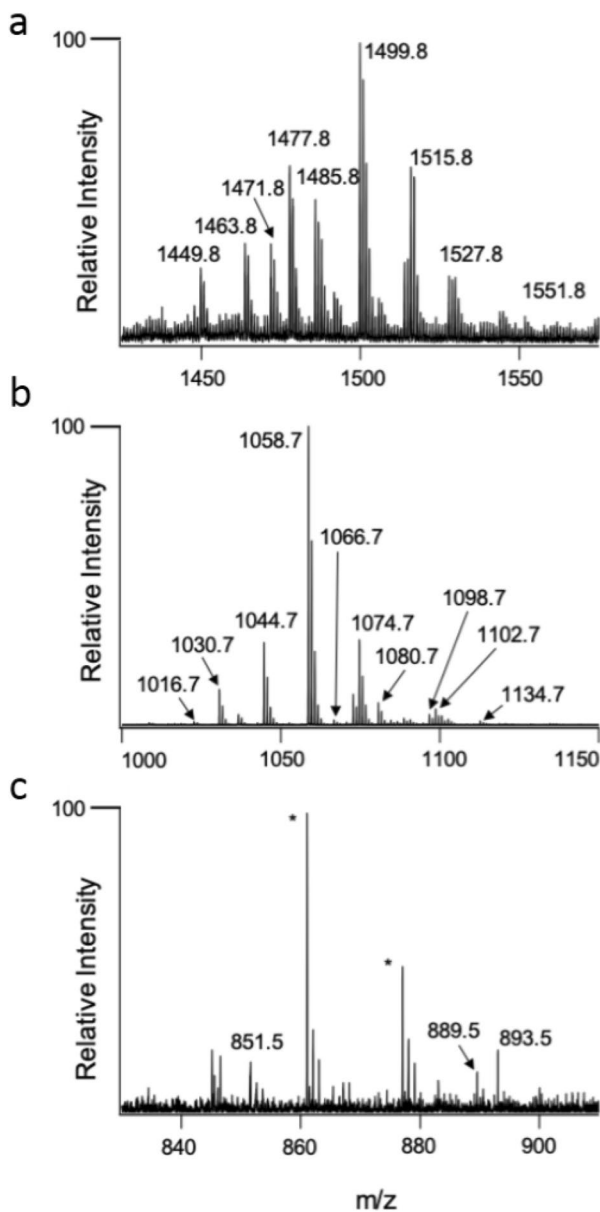 a
100
1499.8
1477.8
1515.8
1485.8
1471.8
1463.8
1449.8
1527.8
1551.8
Relative Intensity
1450 1500 1550
b
100
1058.7
1066.7
1098.7
1044.7
1074.7
1102.7
1030.7
1080.7
1016.7
1134.7
Relative Intensity
1000 1050 1100 1150
c
100
*
*
851.5
889.5
893.5
Relative Intensity
840 860 880 900
m/z